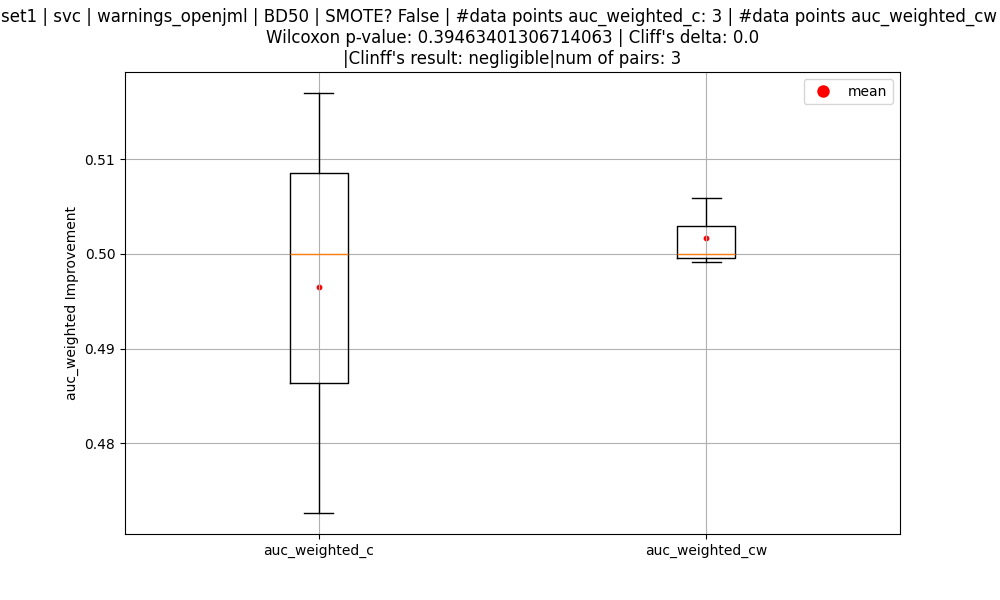 set1 | svc | warnings_openjml | BD50 | SMOTE? False | #data points auc_weighted_c: 3 | #data points auc_weighted_cw
Wilcoxon p-value: 0.39463401306714063 | Cliff's delta: 0.0
|Clinff's result: negligible|num of pairs: 3
mean
0.51
0.50
0.49
0.48
auc_weighted Improvement
auc_weighted_c
auc_weighted_cw